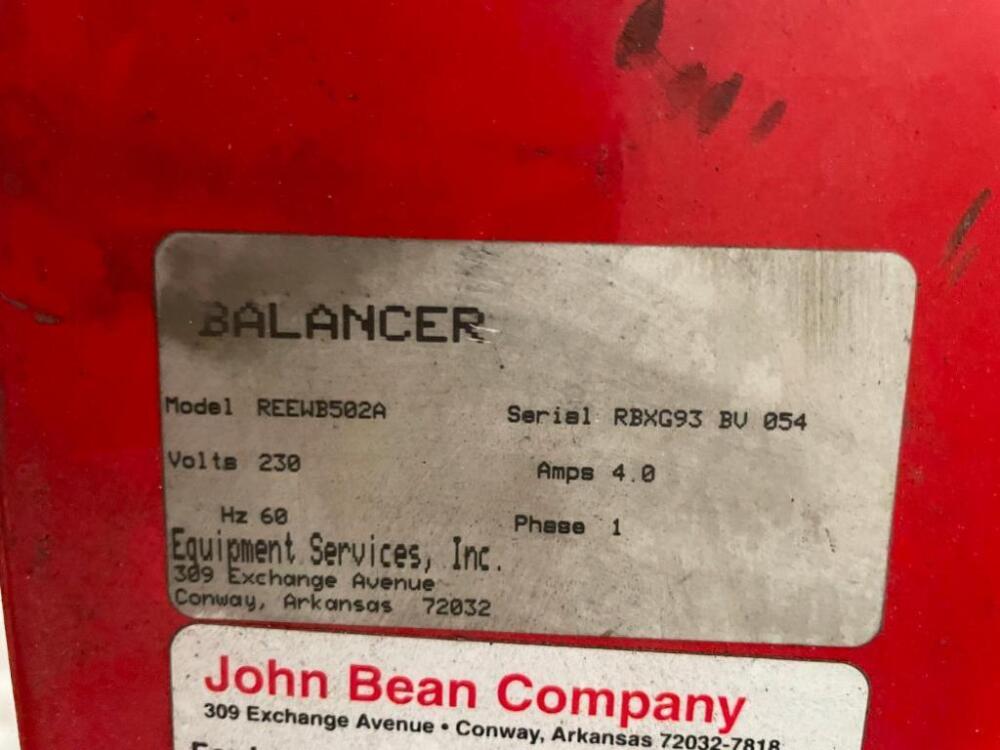 BALANCER
Model REEWB502A Serial RBXG93 BV 054
Volts 230 Amps 4.0
Hz 60 Phase 1
Equipment Services, Inc.
309 Exchange Avenue
Conway, Arkansas 72032
John Bean Company
309 Exchange Avenue • Conway, Arkansas 72032-7818